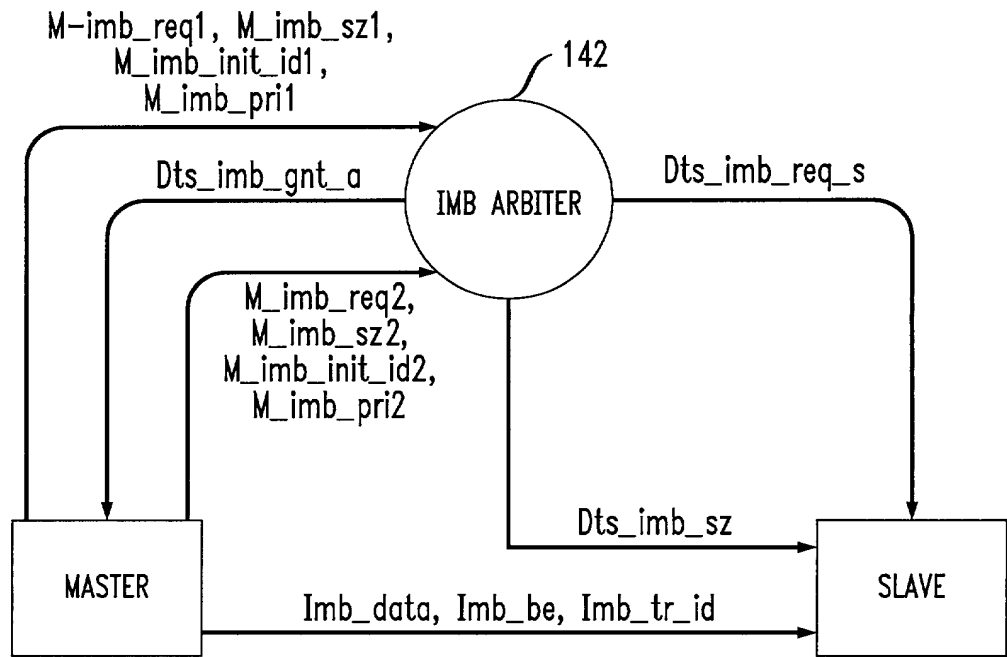 M-imb_req1, M_imb_sz1,
M_imb_init_id1,
M_imb_pri1
142
Dts_imb_gnt_a
IMB ARBITER
Dts_imb_req_s
M_imb_req2,
M_imb_sz2,
M_imb_init_id2,
M_imb_pri2
Dts_imb_sz
MASTER
SLAVE
Imb_data, Imb_be, Imb_tr_id